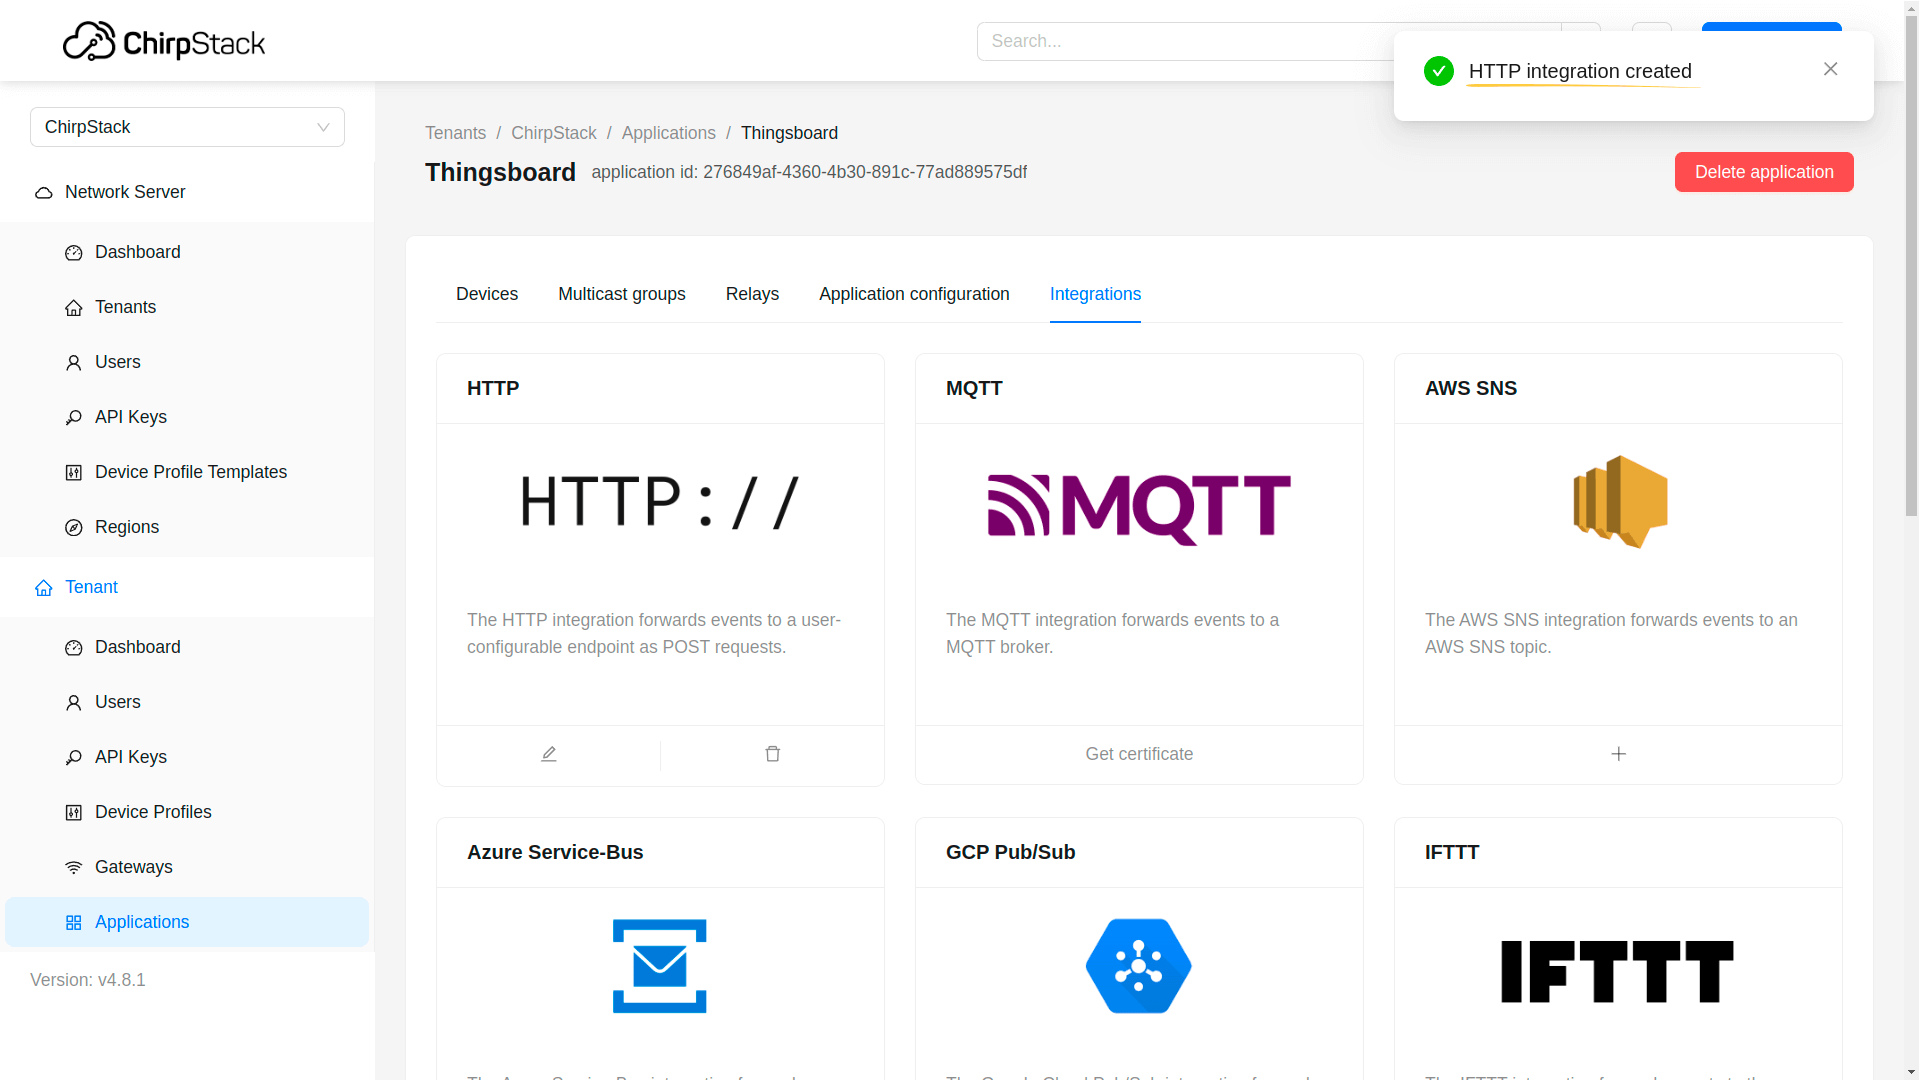 ChirpStack
Search...
HTTP integration created
ChirpStack
Network Server
Dashboard
Tenants
Users
API Keys
Device Profile Templates
Regions
Tenant
Dashboard
Users
API Keys
Device Profiles
Gateways
Applications
Version: v4.8.1
Tenants / ChirpStack / Applications / Thingsboard
Thingsboard application id: 276849af-4360-4b30-891c-77ad889575df
Delete application
Devices Multicast groups Relays Application configuration Integrations
HTTP
HTTP://
The HTTP integration forwards events to a user-
configurable endpoint as POST requests.
MQTT
MQTT
The MQTT integration forwards events to a
MQTT broker.
Get certificate
AWS SNS
The AWS SNS integration forwards events to an
AWS SNS topic.
Azure Service-Bus
GCP Pub/Sub
IFTTT
IFTTT